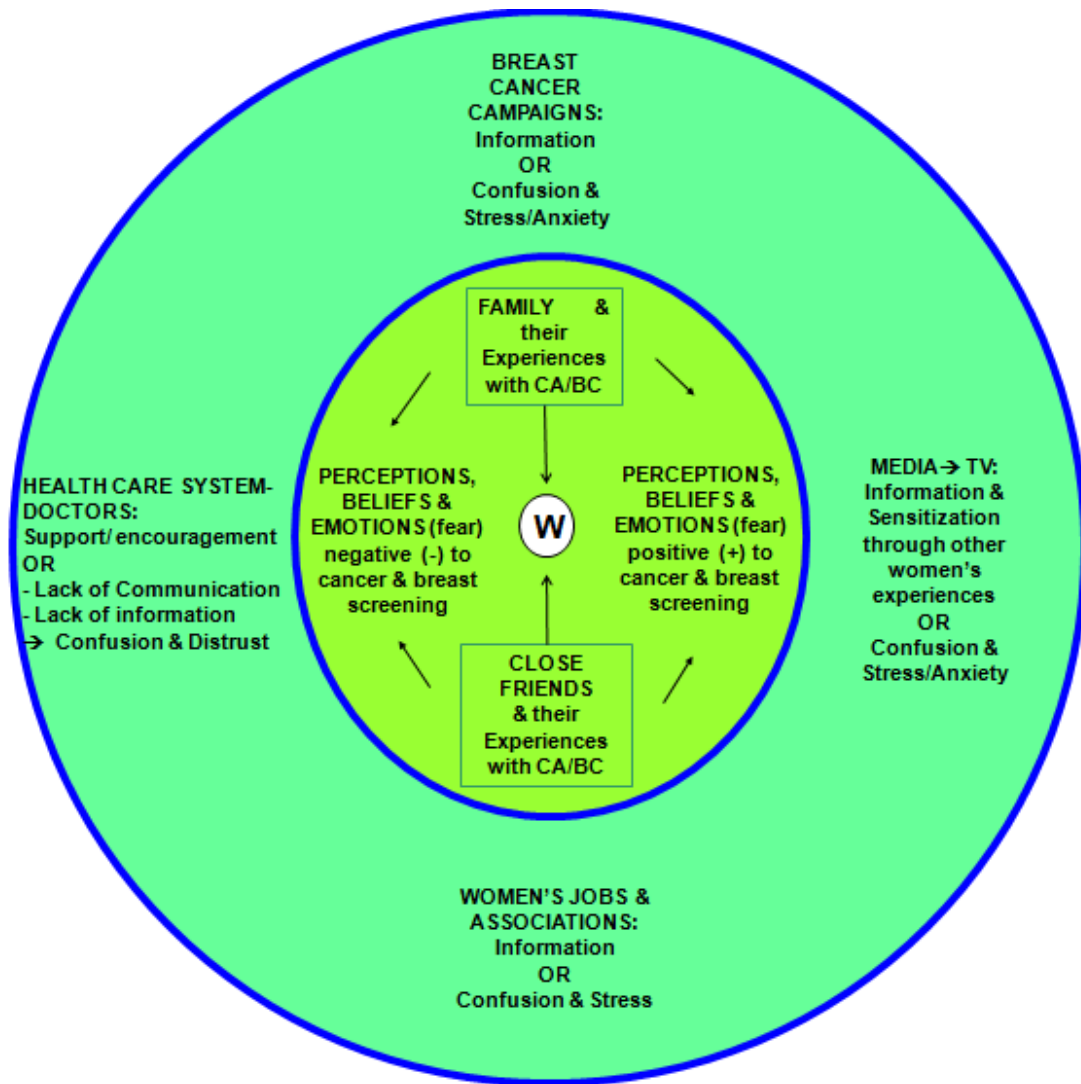 BREAST
CANCER
CAMPAIGNS:
Information
OR
Confusion &
Stress/Anxiety
FAMILY &
their
Experiences
with CA/BC
HEALTH CARE SYSTEM-
DOCTORS:
Support/ encouragement
OR
- Lack of Communication
- Lack of information
→ Confusion & Distrust
PERCEPTIONS,
BELIEFS &
EMOTIONS (fear)
negative (-) to
cancer & breast
screening
W
PERCEPTIONS,
BELIEFS &
EMOTIONS (fear)
positive (+) to
cancer & breast
screening
MEDIA→ TV:
Information &
Sensitization
through other
women's
experiences
OR
Confusion &
Stress/Anxiety
CLOSE
FRIENDS
& their
Experiences
with CA/BC
WOMEN'S JOBS &
ASSOCIATIONS:
Information
OR
Confusion & Stress